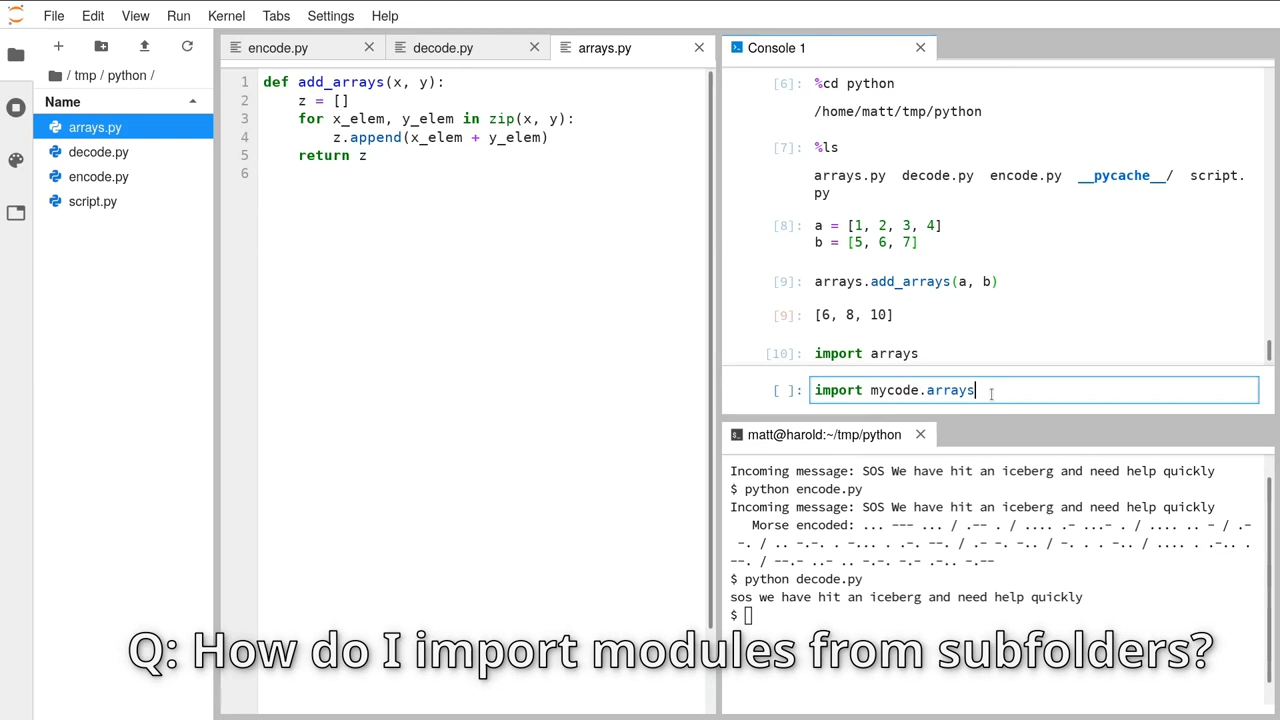 File Edit View Run Kernel Tabs Settings Help
/ tmp / python /
Name
arrays.py
decode.py
encode.py
script.py
encode.py
decode.py
arrays.py
1 def add_arrays(x, y):
2 z = []
3 for x_elem, y_elem in zip(x, y):
4 z.append(x_elem + y_elem)
5 return z
6
Console 1
[6]: %cd python
/home/matt/tmp/python
[7]: %ls
arrays.py decode.py encode.py __pycache__/ script.
py
[8]: a = [1, 2, 3, 4]
b = [5, 6, 7]
[9]: arrays.add_arrays(a, b)
[9]: [6, 8, 10]
[10]: import arrays
[ ]: import mycode.arrays
matt@harold:~/tmp/python
Incoming message: SOS We have hit an iceberg and need help quickly
$ python encode.py
Incoming message: SOS We have hit an iceberg and need help quickly
Morse encoded: ... --- ... / .-- . / .... .- ...- . / .... .. - / .-
-. / .. -.-. . -... . .-. --. / .- -. -.. / -. . . -.. / .... . .-.. .
--. / --.- ..- .. -.-. -.- .-.. -.--
$ python decode.py
sos we have hit an iceberg and need help quickly
$
Q: How do I import modules from subfolders?